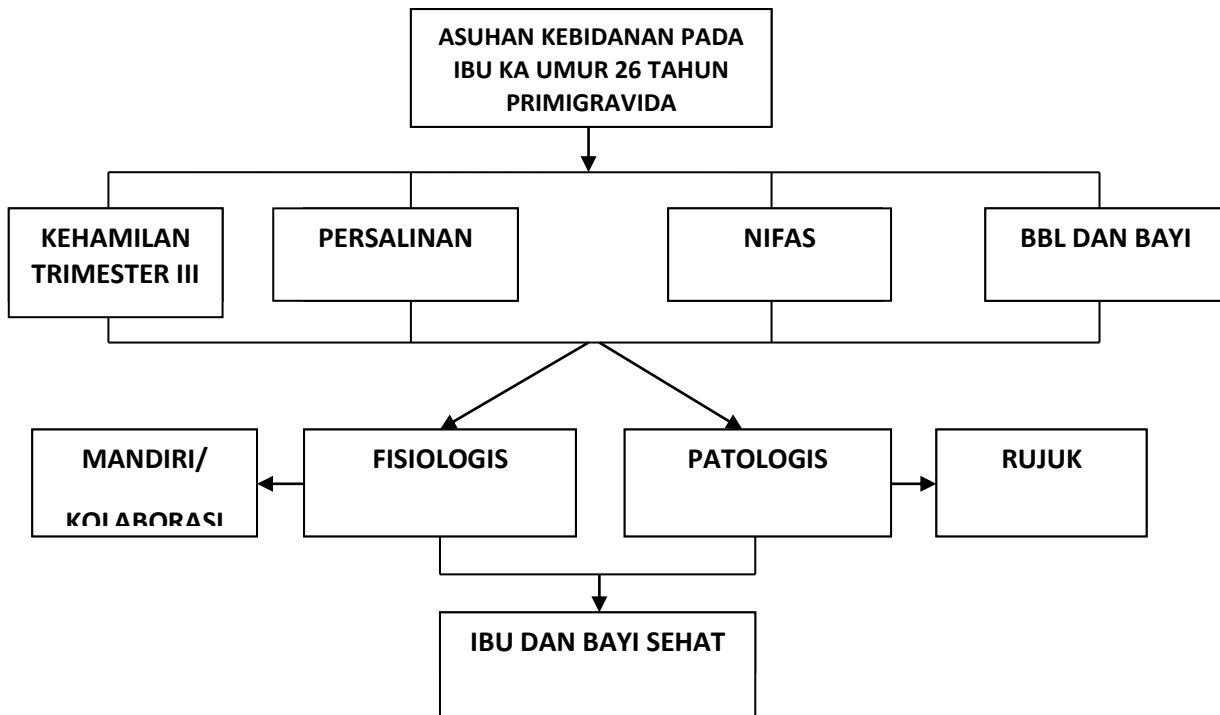 ASUHAN KEBIDANAN PADA
IBU KA UMUR 26 TAHUN
PRIMIGRAVIDA
KEHAMILAN
TRIMESTER III
PERSALINAN
NIFAS
BBL DAN BAYI
MANDIRI/
KOLABORASI
FISIOLOGIS
PATOLOGIS
RUJUK
IBU DAN BAYI SEHAT